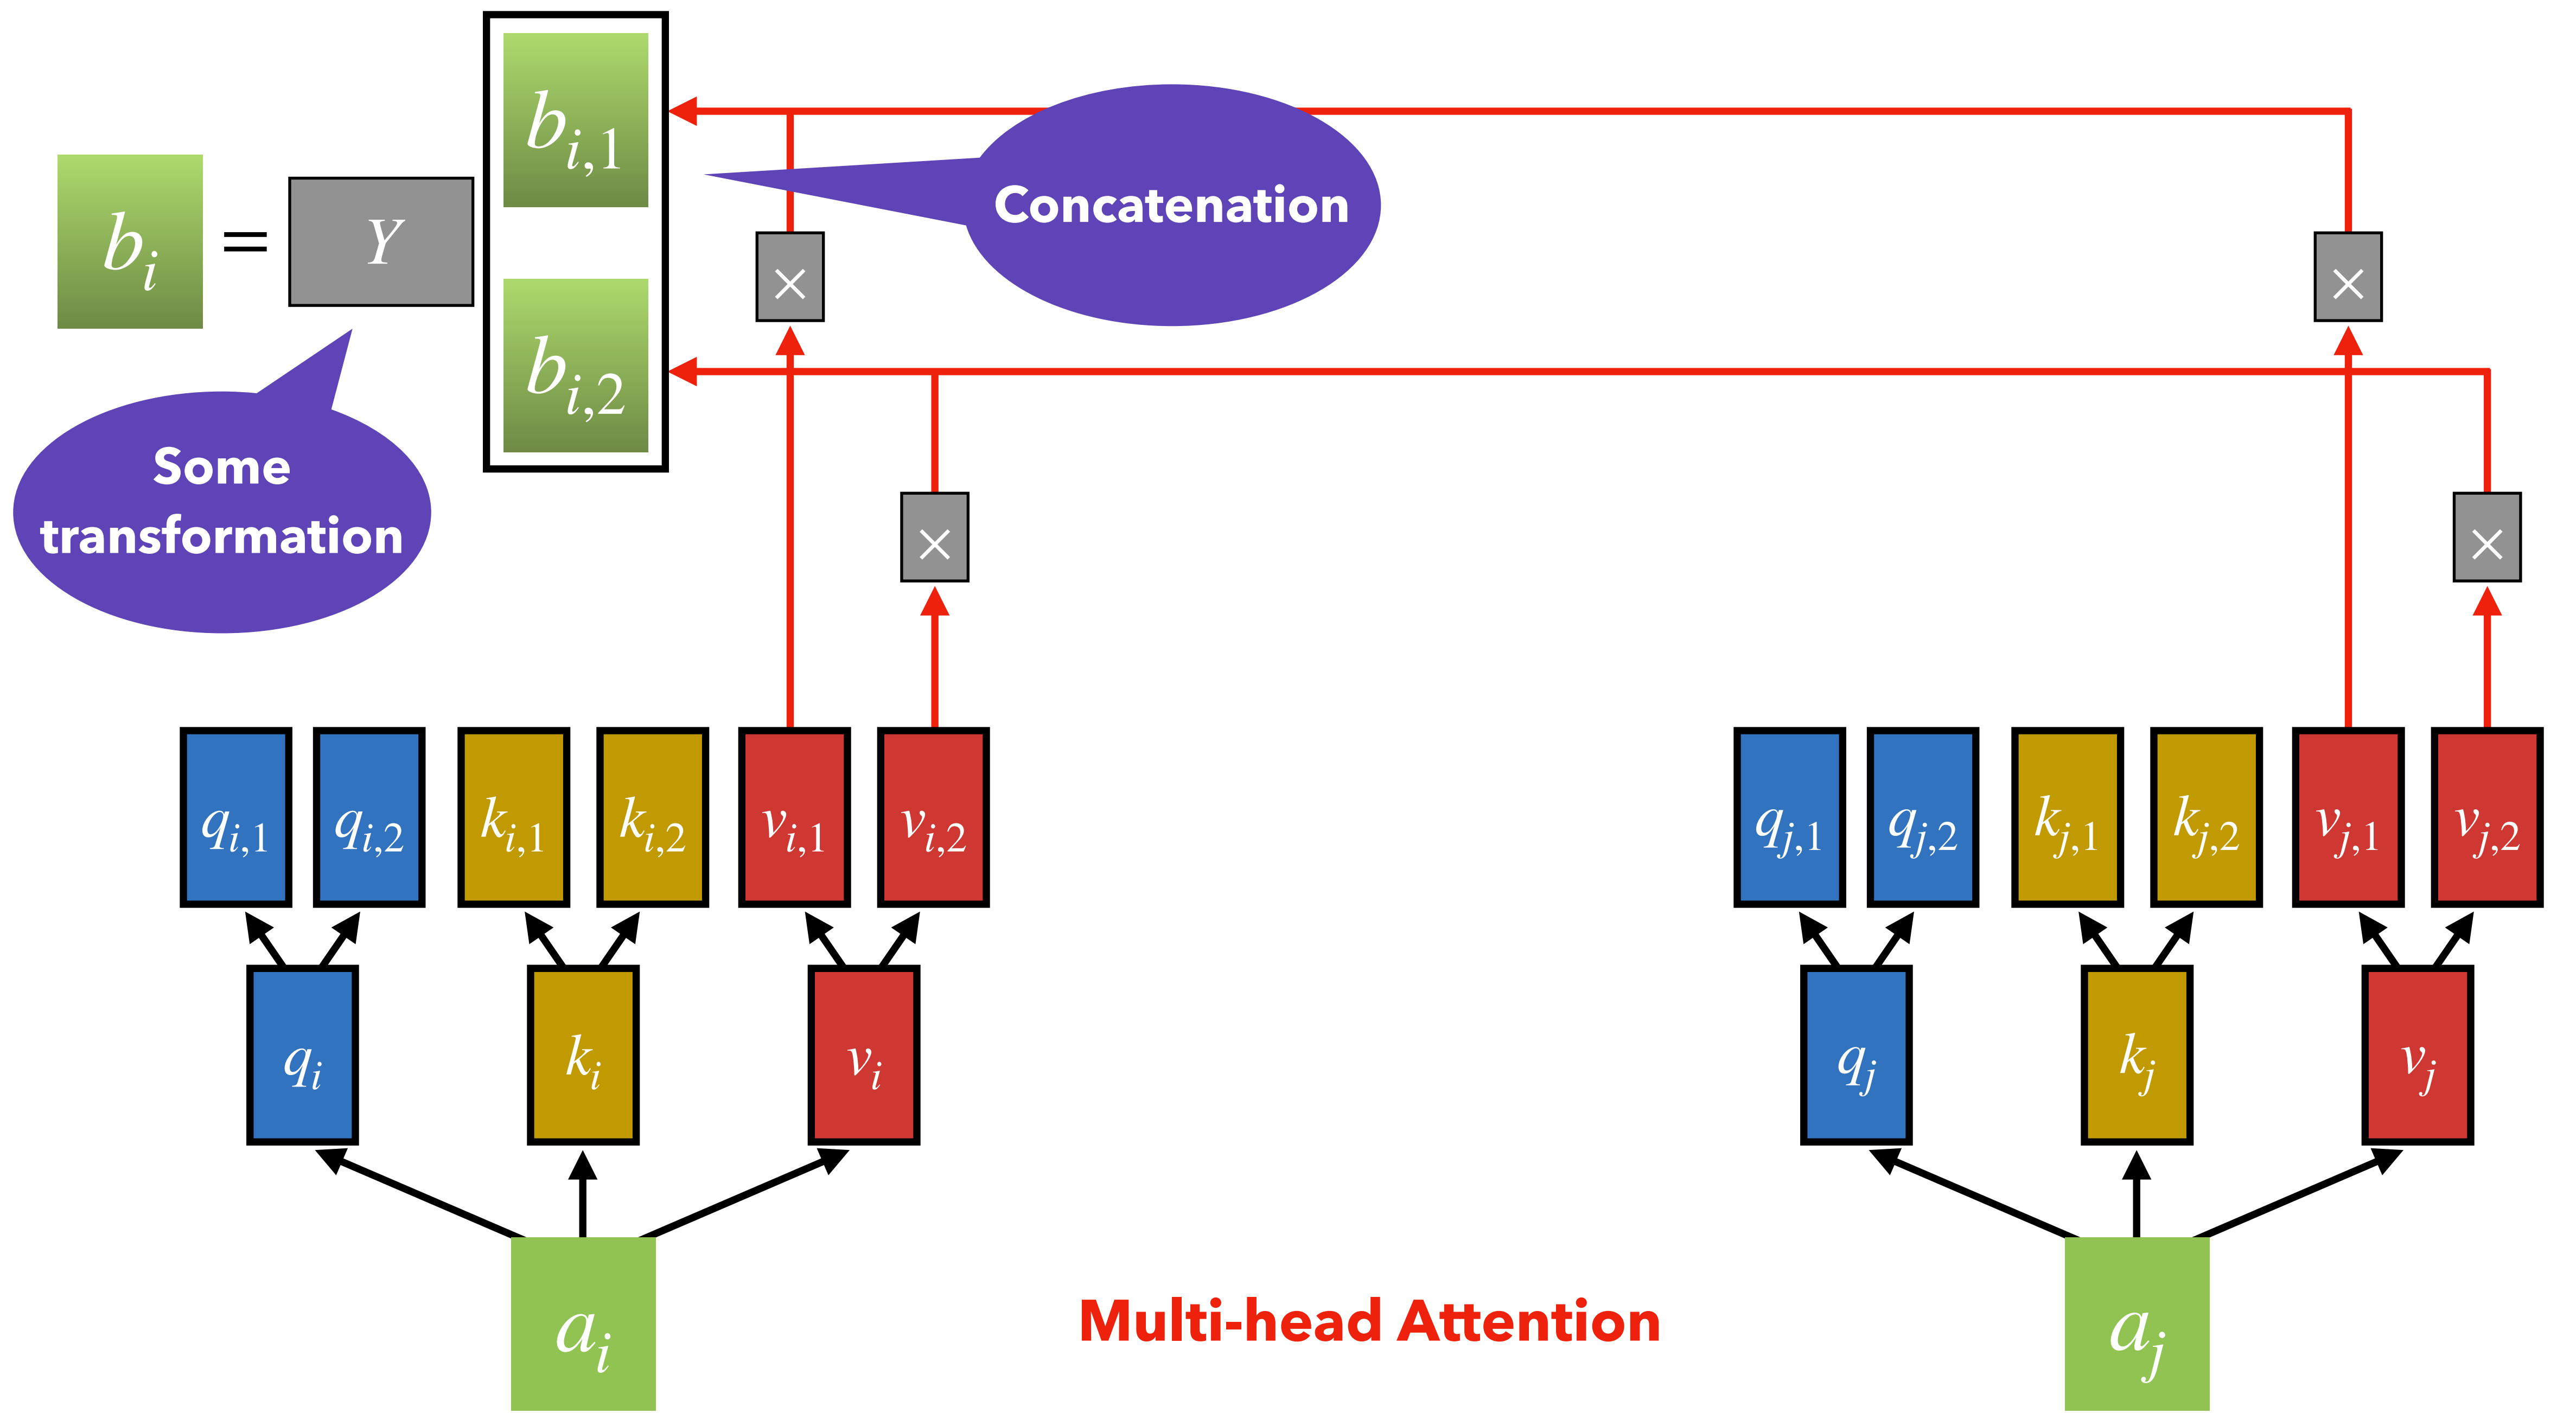 b_{i,1}
b_i = Y
Concatenation
×
×
b_{i,2}
Some
transformation
×
×
q_{i,1} q_{i,2} k_{i,1} k_{i,2} v_{i,1} v_{i,2}
q_{j,1} q_{j,2} k_{j,1} k_{j,2} v_{j,1} v_{j,2}
q_i k_i v_i
q_j k_j v_j
a_i
Multi-head Attention
a_j